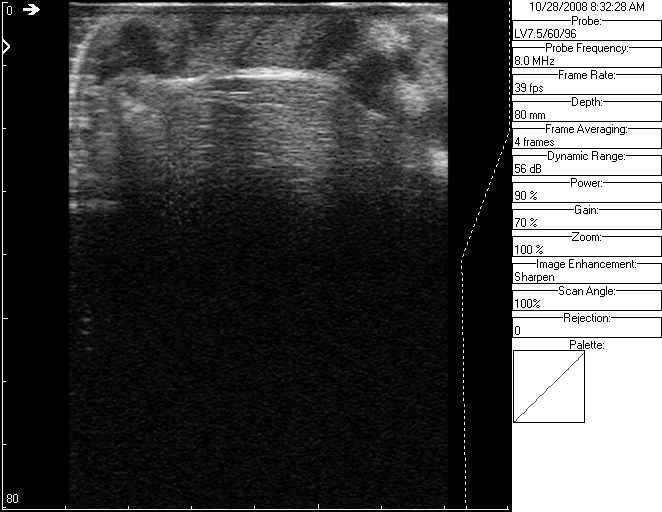 0
80
10/28/2008 8:32:28 AM
Probe:
LV7.5/60/96
Probe Frequency:
8.0 MHz
Frame Rate:
39 fps
Depth:
80 mm
Frame Averaging:
4 frames
Dynamic Range:
56 dB
Power:
90 %
Gain:
70 %
Zoom:
100 %
Image Enhancement:
Sharpen
Scan Angle:
100%
Rejection:
0
Palette: